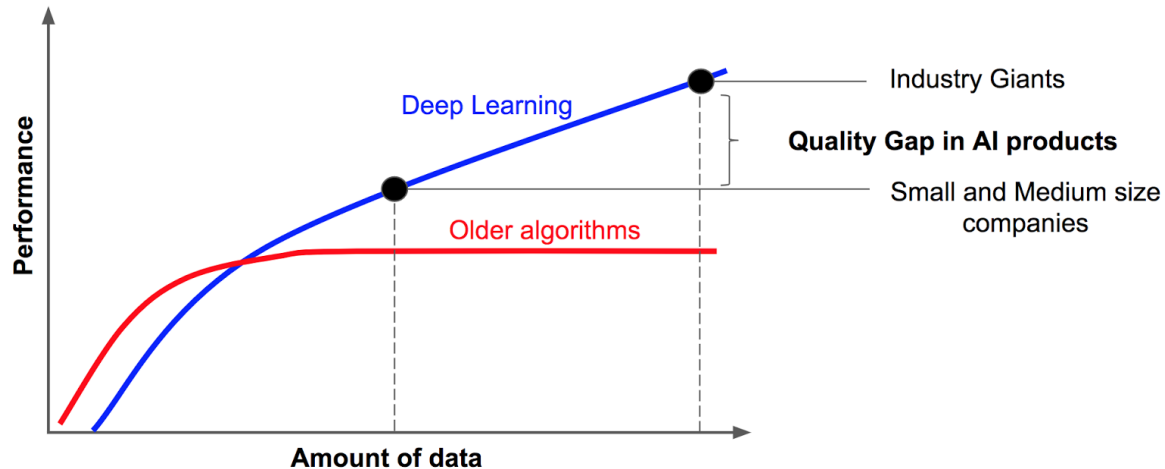 Industry Giants
Deep Learning
Quality Gap in AI products
Small and Medium size
companies
Older algorithms
Performance
Amount of data